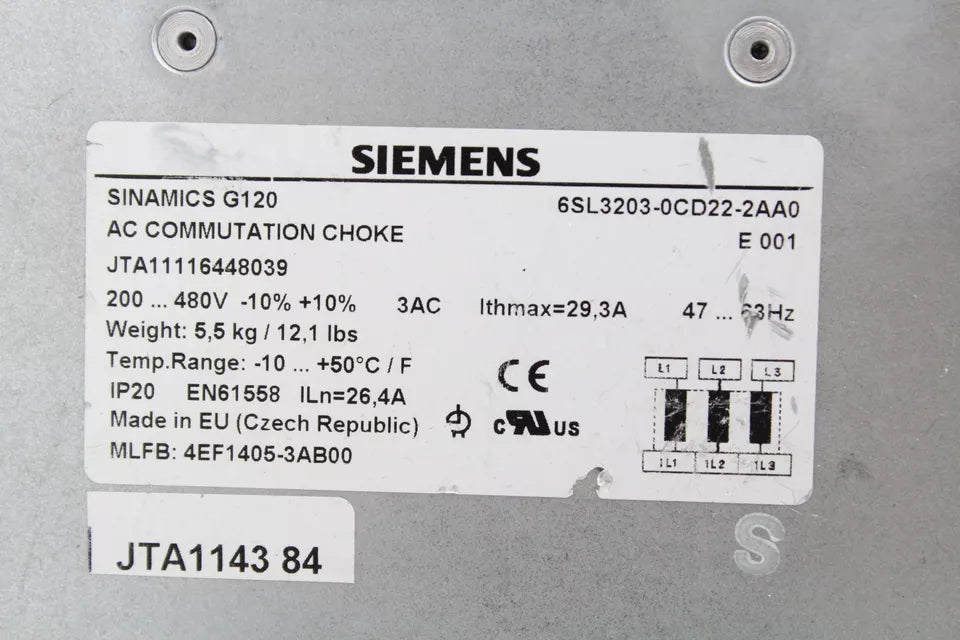 SIEMENS
SINAMICS G120
6SL3203-0CD22-2AA0
AC COMMUTATION CHOKE
E 001
JTA11116448039
200 ... 480V -10% +10% 3AC Ithmax=29,3A 47 ... 63Hz
Weight: 5,5 kg / 12,1 lbs
Temp.Range: -10 ... +50°C / F
CE
L1 L2 L3
IP20 EN61558 ILn=26,4A
Made in EU (Czech Republic)
c RU US
MLFB: 4EF1405-3AB00
1L1 1L2 1L3
S
JTA1143 84